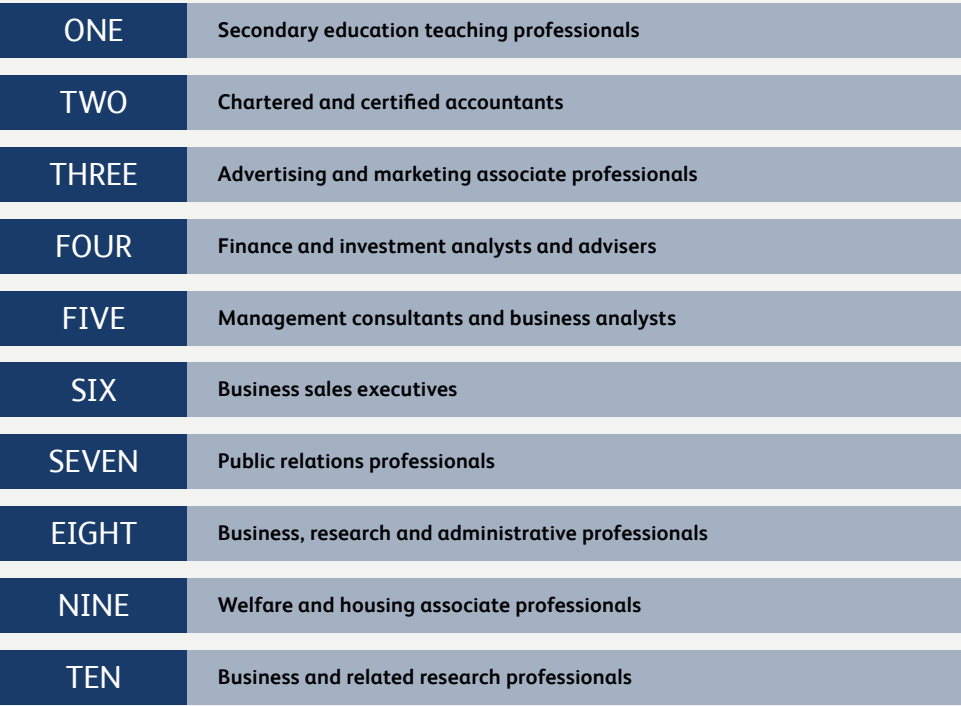 ONE Secondary education teaching professionals
TWO Chartered and certified accountants
THREE Advertising and marketing associate professionals
FOUR Finance and investment analysts and advisers
FIVE Management consultants and business analysts
SIX Business sales executives
SEVEN Public relations professionals
EIGHT Business, research and administrative professionals
NINE Welfare and housing associate professionals
TEN Business and related research professionals